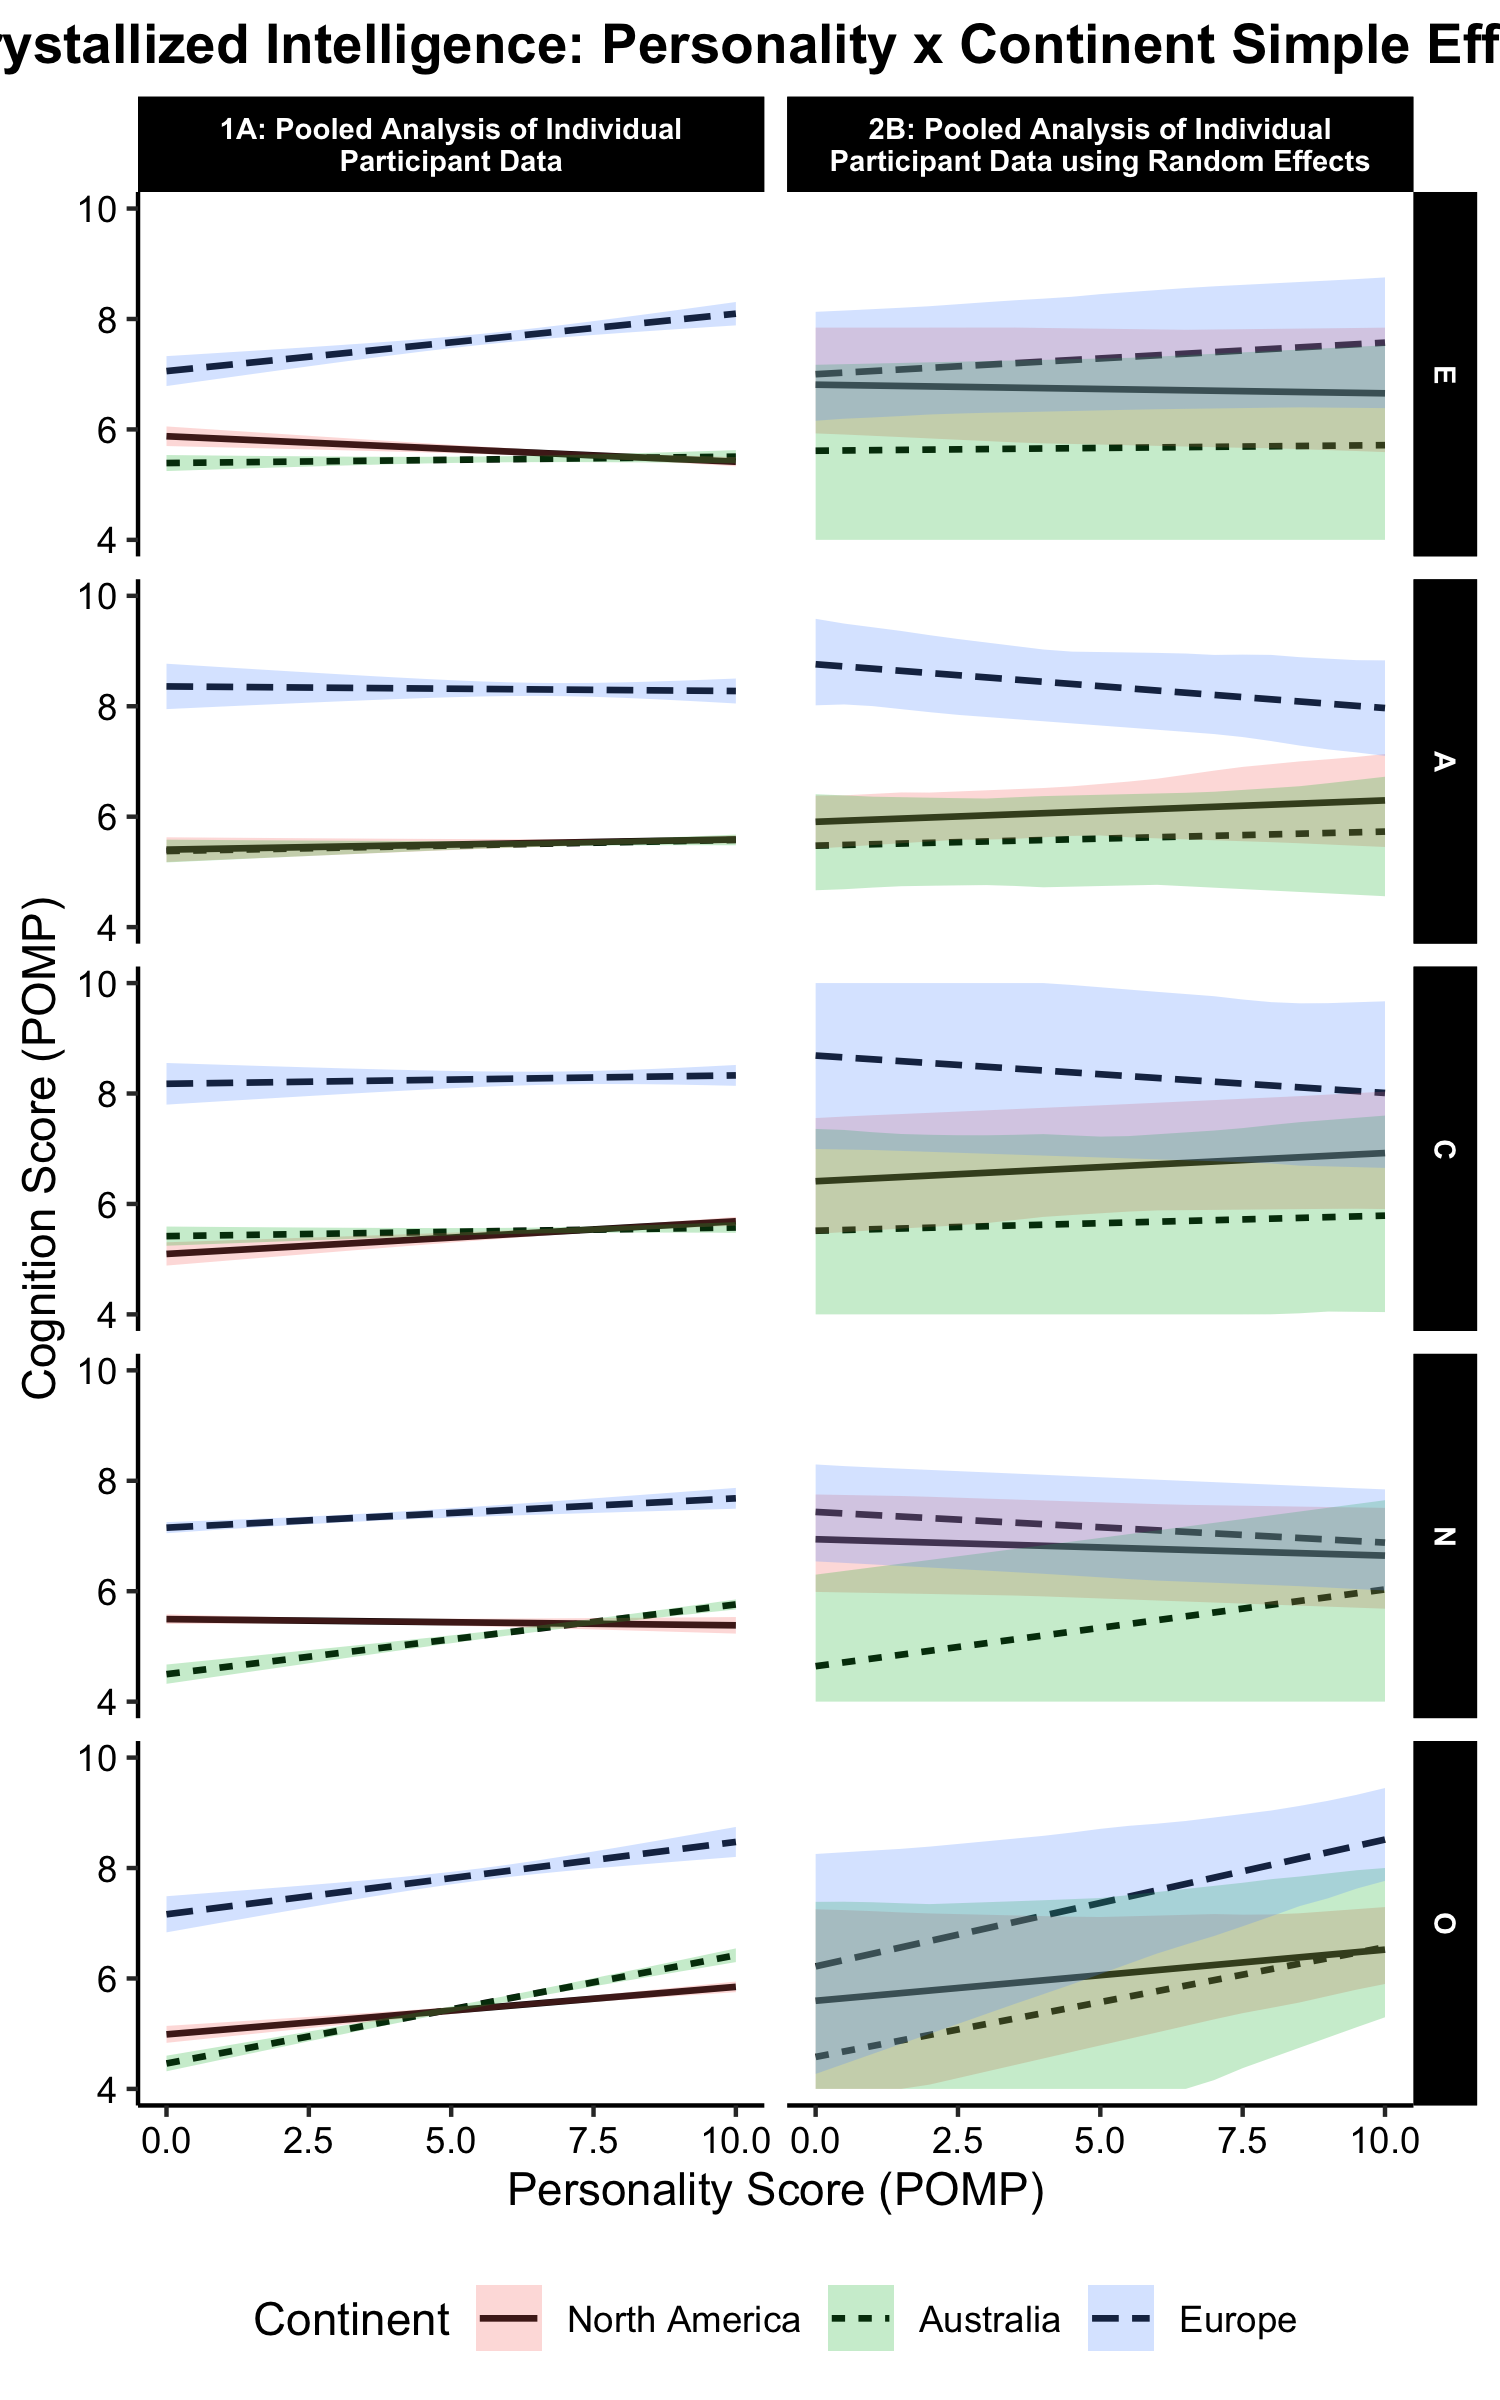 rystallized Intelligence: Personality x Continent Simple Eff
1A: Pooled Analysis of Individual
Participant Data
2B: Pooled Analysis of Individual
Participant Data using Random Effects
10
8
6
4
E
10
8
6
4
A
10
8
6
4
C
10
8
6
4
N
10
8
6
4
O
Cognition Score (POMP)
0.0 2.5 5.0 7.5 10.0 0.0 2.5 5.0 7.5 10.0
Personality Score (POMP)
Continent North America Australia Europe